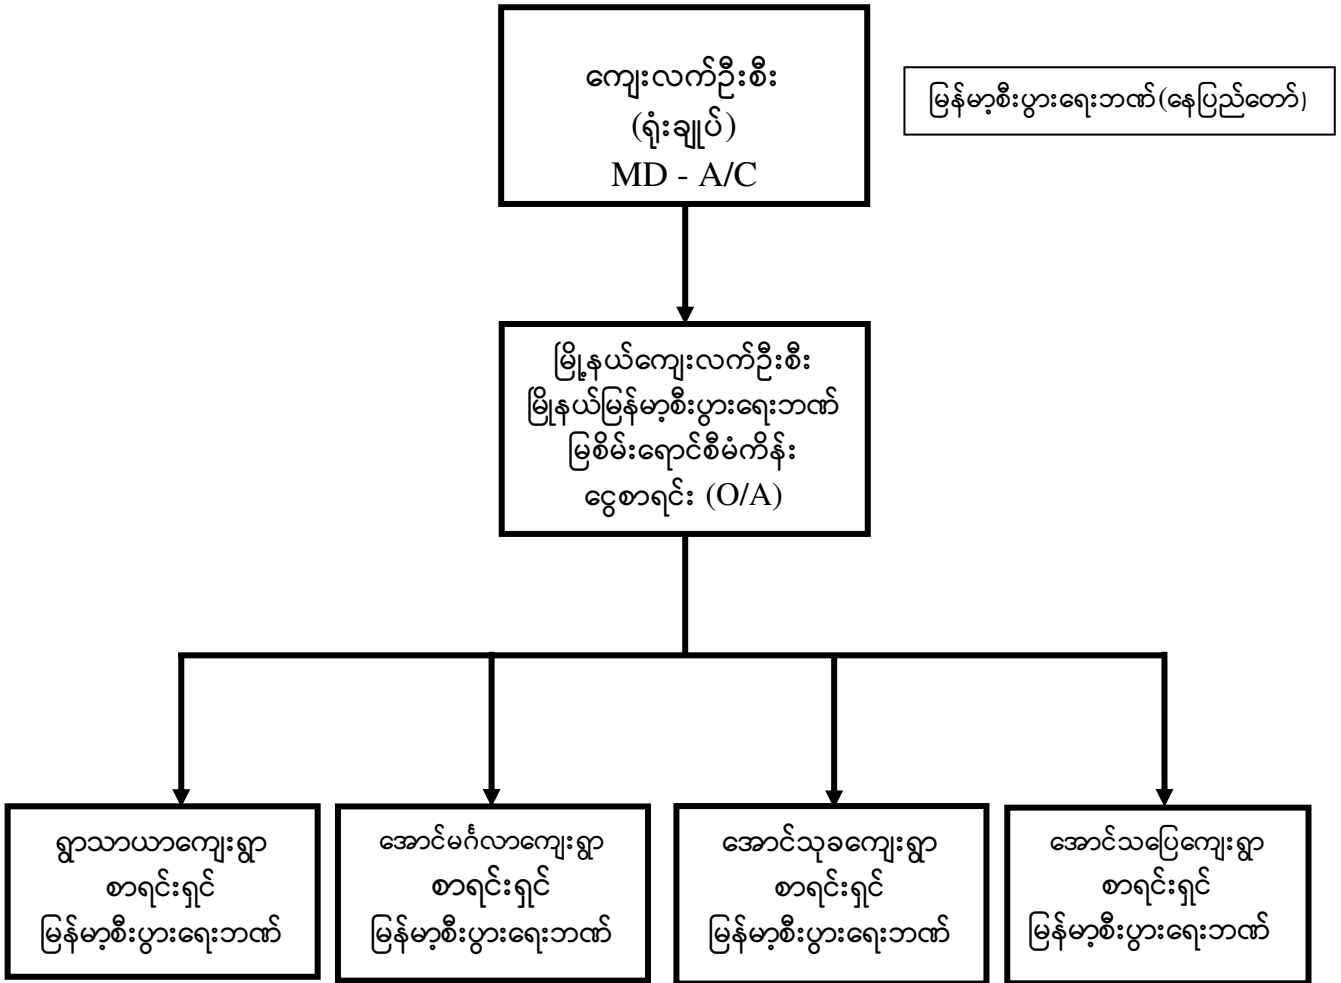 ကျေးလက်ဦးစီး
(ရုံးချုပ်)
MD - A/C
မြန်မာ့စီးပွားရေးဘဏ်(နေပြည်တော်)
မြို့နယ်ကျေးလက်ဦးစီး
မြိုနယ်မြန်မာ့စီးပွားရေးဘဏ်
မြစိမ်းရောင်စီမံကိန်း
ငွေစာရင်း (O/A)
ရွာသာယာကျေးရွာ
စာရင်းရှင်
မြန်မာ့စီးပွားရေးဘဏ်
အောင်မင်္ဂလာကျေးရွာ
စာရင်းရှင်
မြန်မာ့စီးပွားရေးဘဏ်
အောင်သုခကျေးရွာ
စာရင်းရှင်
မြန်မာ့စီးပွားရေးဘဏ်
အောင်သပြေကျေးရွာ
စာရင်းရှင်
မြန်မာ့စီးပွားရေးဘဏ်